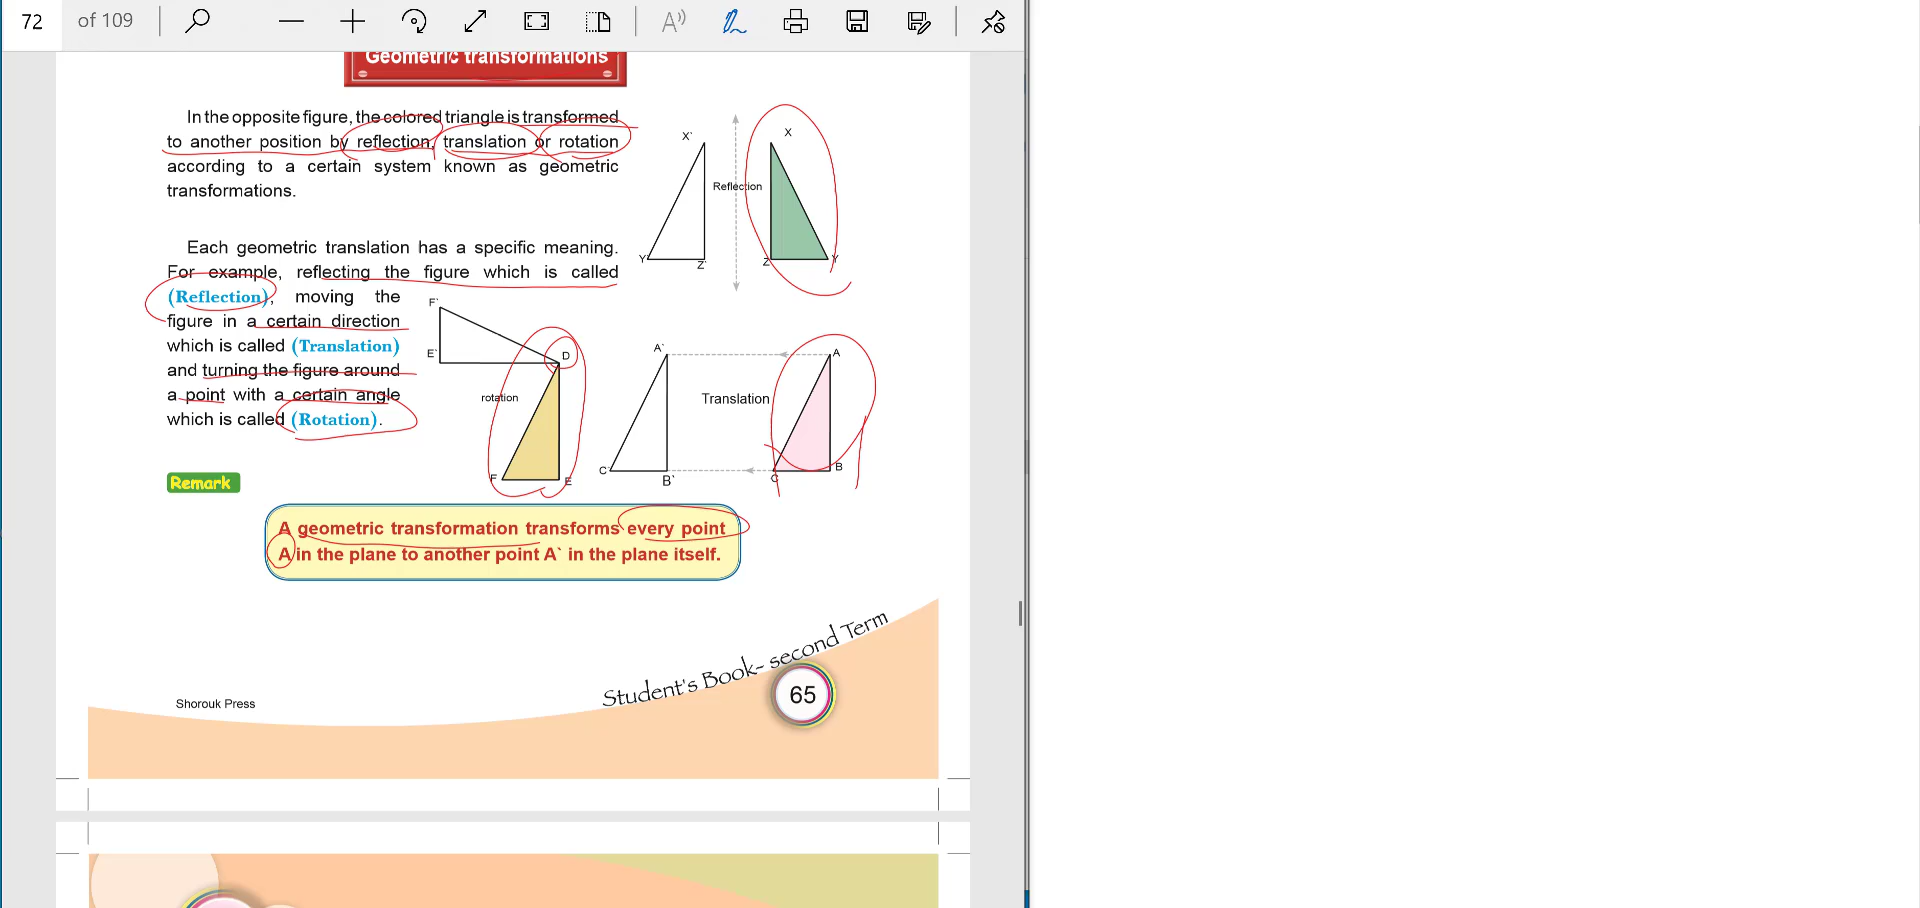 72 of 109
Geometric transformations
In the opposite figure, the colored triangle is transformed
to another position by reflection, translation or rotation
according to a certain system known as geometric
transformations.
X`
X
Reflection
Y`
Z`
Z
Y
Each geometric translation has a specific meaning.
For example, reflecting the figure which is called
(Reflection), moving the
figure in a certain direction
which is called (Translation)
and turning the figure around
a point with a certain angle
which is called (Rotation).
F`
E`
D
rotation
F
E
A`
A
Translation
C`
B`
C
B
Remark
A geometric transformation transforms every point
A in the plane to another point A` in the plane itself.
Student's Book- second Term
65
Shorouk Press